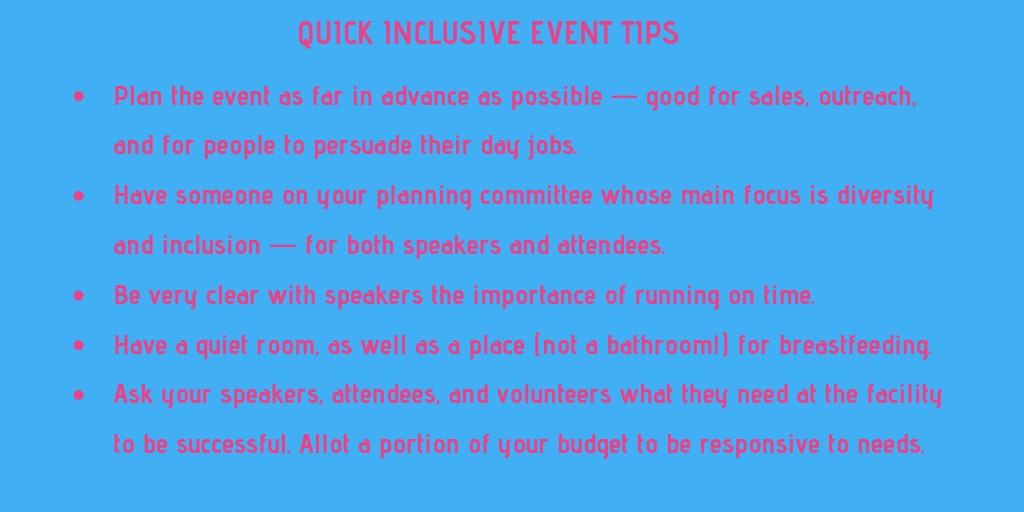 QUICK INCLUSIVE EVENT TIPS
• Plan the event as far in advance as possible — good for sales, outreach,
and for people to persuade their day jobs.
• Have someone on your planning committee whose main focus is diversity
and inclusion — for both speakers and attendees.
• Be very clear with speakers the importance of running on time.
• Have a quiet room, as well as a place (not a bathroom!) for breastfeeding.
• Ask your speakers, attendees, and volunteers what they need at the facility
to be successful. Allot a portion of your budget to be responsive to needs.